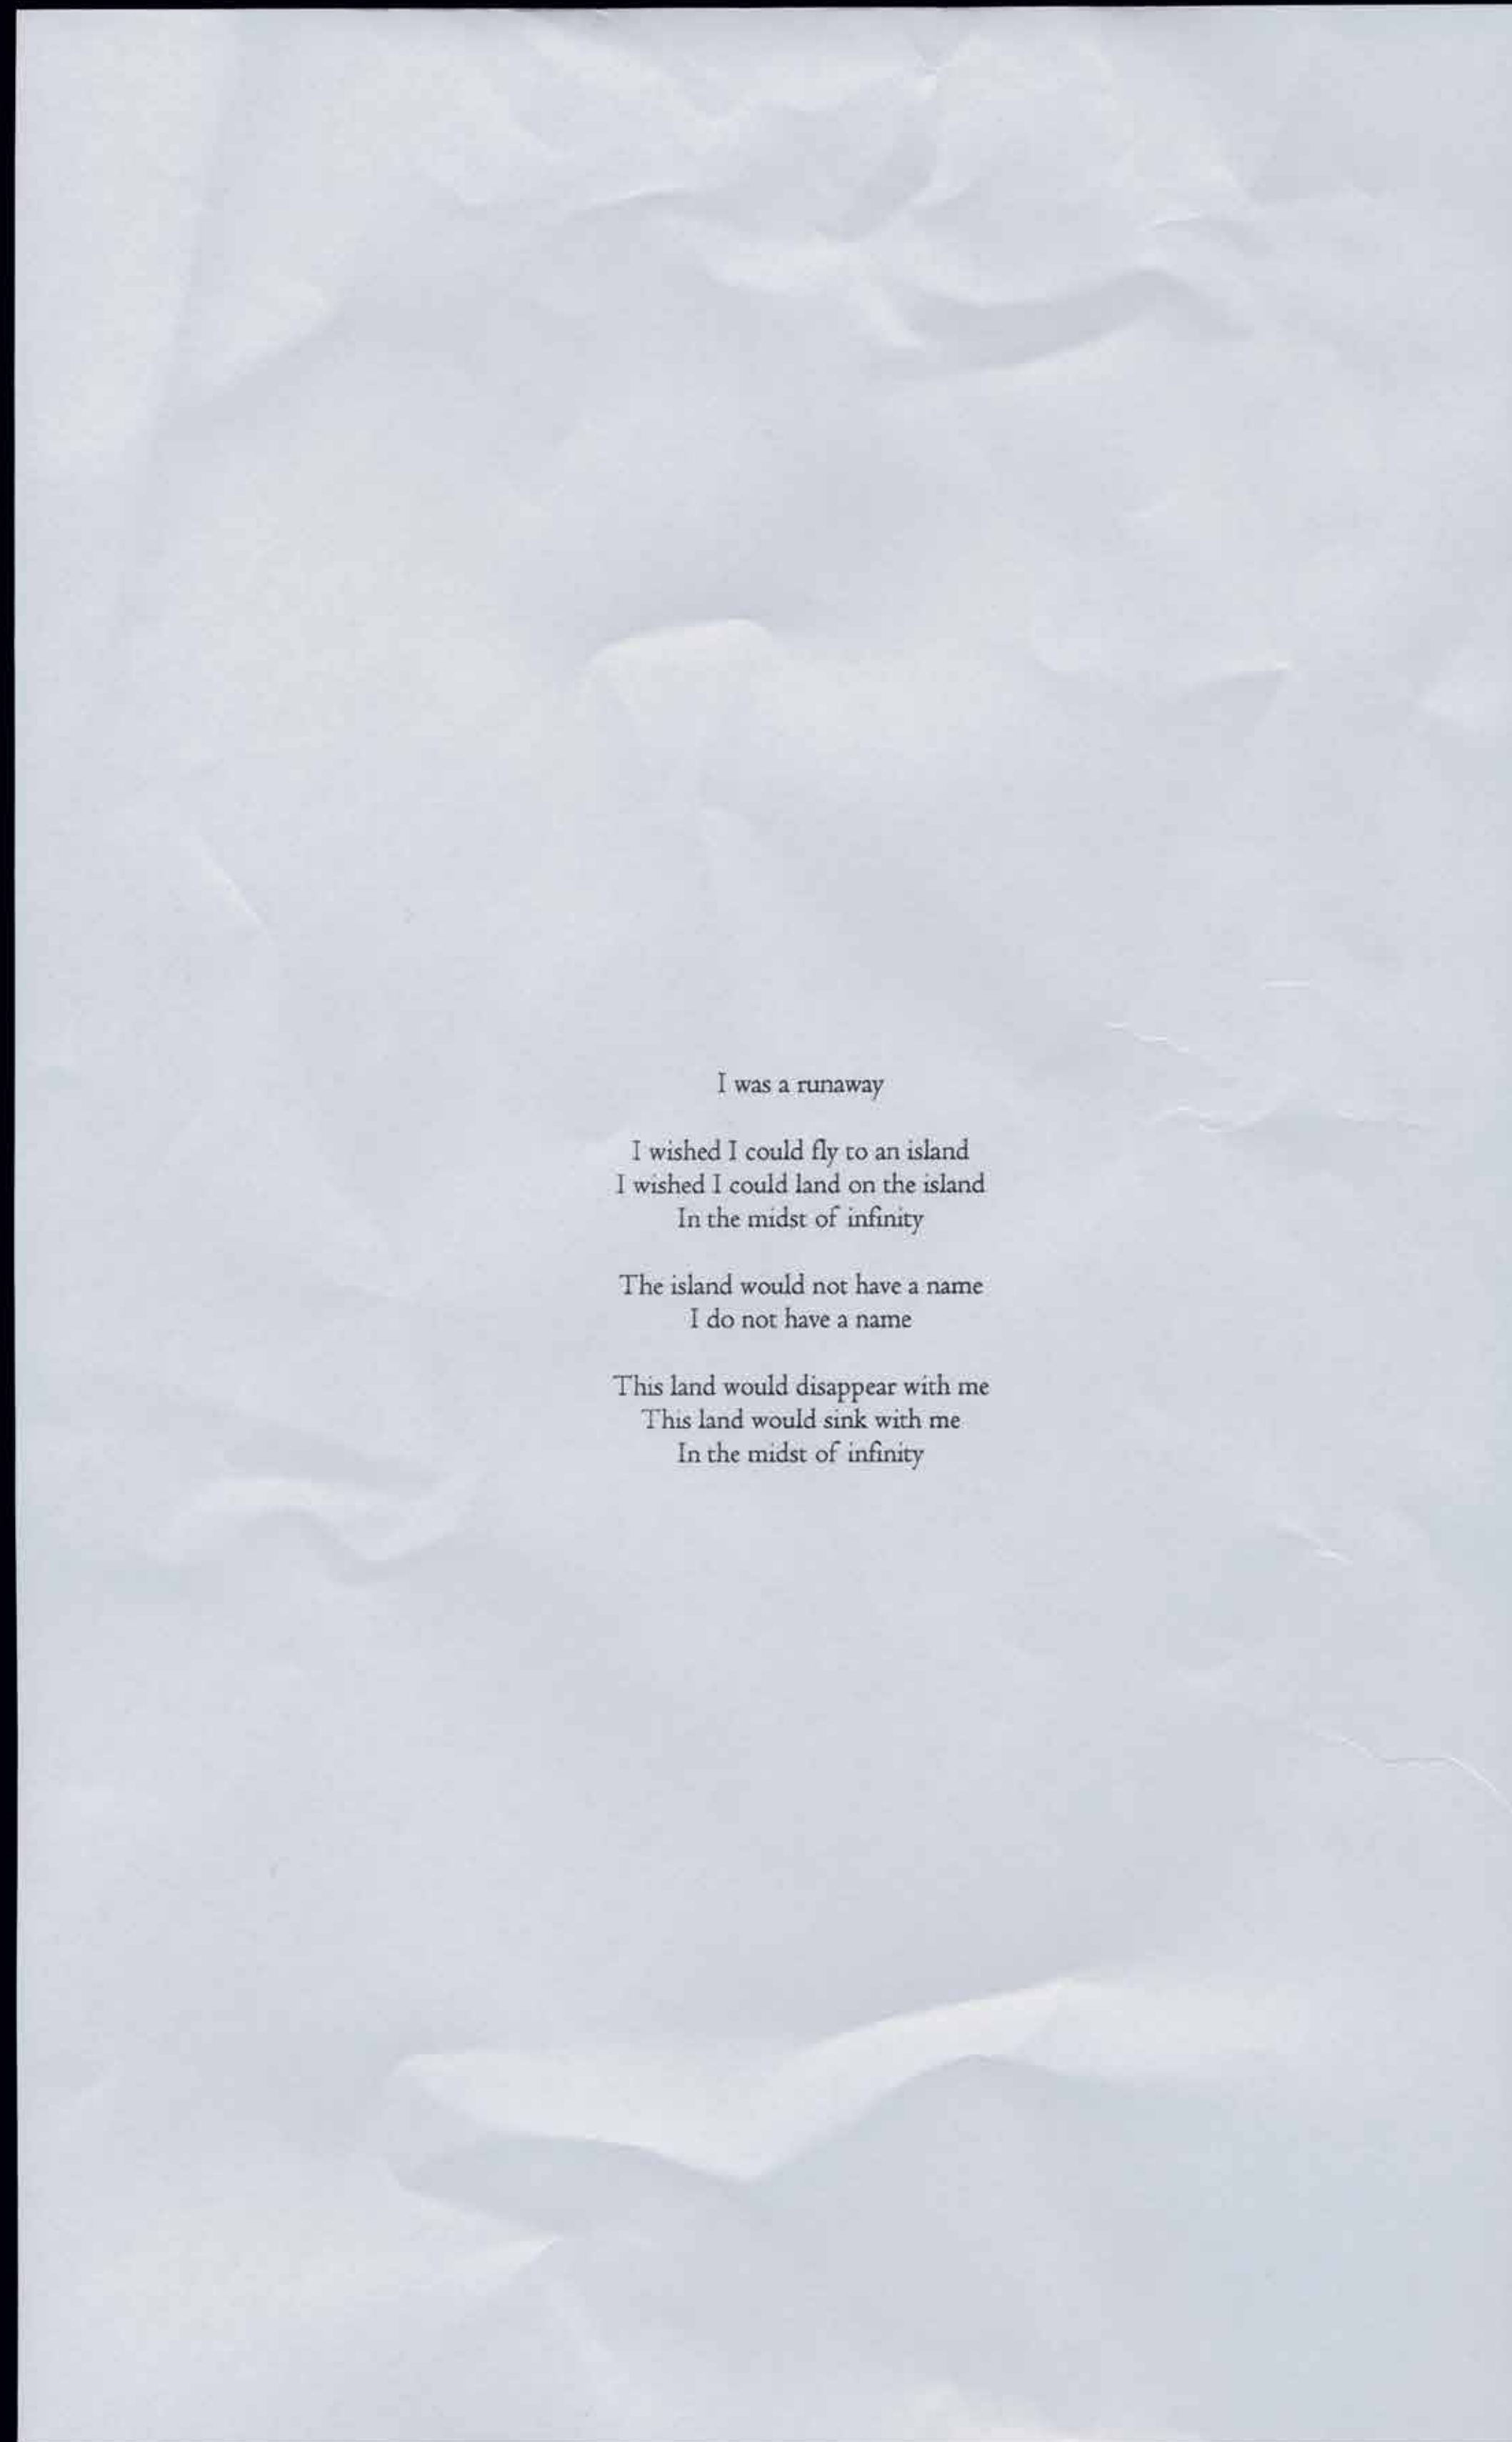 I was a runaway
I wished I could fly to an island
I wished I could land on the island
In the midst of infinity
The island would not have a name
I do not have a name
This land would disappear with me
This land would sink with me
In the midst of infinity